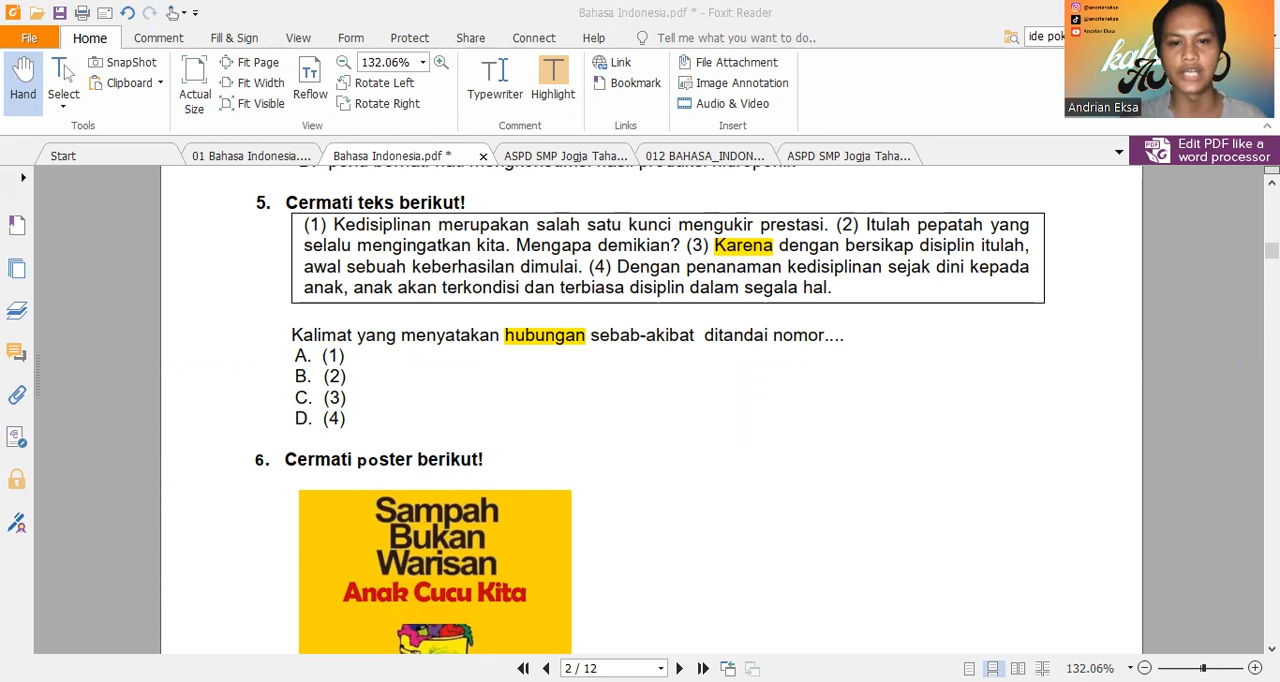 Bahasa Indonesia.pdf * - Foxit Reader
File Home Comment Fill & Sign View Form Protect Share Connect Help Tell me what you want to do..
Hand
Select
SnapShot
Clipboard
Tools
Actual Size
Fit Page
Fit Width
Fit Visible
Reflow
132.06%
Rotate Left
Rotate Right
View
Typewriter
Highlight
Comment
Link
Bookmark
Links
File Attachment
Image Annotation
Audio & Video
Insert
@andrianeksa
@andrianeksa
Andrian Eksa
Andrian Eksa
Start
01 Bahasa Indonesia....
Bahasa Indonesia.pdf *
ASPD SMP Jogja Taha...
012 BAHASA_INDON...
ASPD SMP Jogja Taha...
Edit PDF like a
word processor
5. Cermati teks berikut!
(1) Kedisiplinan merupakan salah satu kunci mengukir prestasi. (2) Itulah pepatah yang
selalu mengingatkan kita. Mengapa demikian? (3) Karena dengan bersikap disiplin itulah,
awal sebuah keberhasilan dimulai. (4) Dengan penanaman kedisiplinan sejak dini kepada
anak, anak akan terkondisi dan terbiasa disiplin dalam segala hal.
Kalimat yang menyatakan hubungan sebab-akibat ditandai nomor....
A. (1)
B. (2)
C. (3)
D. (4)
6. Cermati poster berikut!
Sampah
Bukan
Warisan
Anak Cucu Kita
2 / 12
132.06%